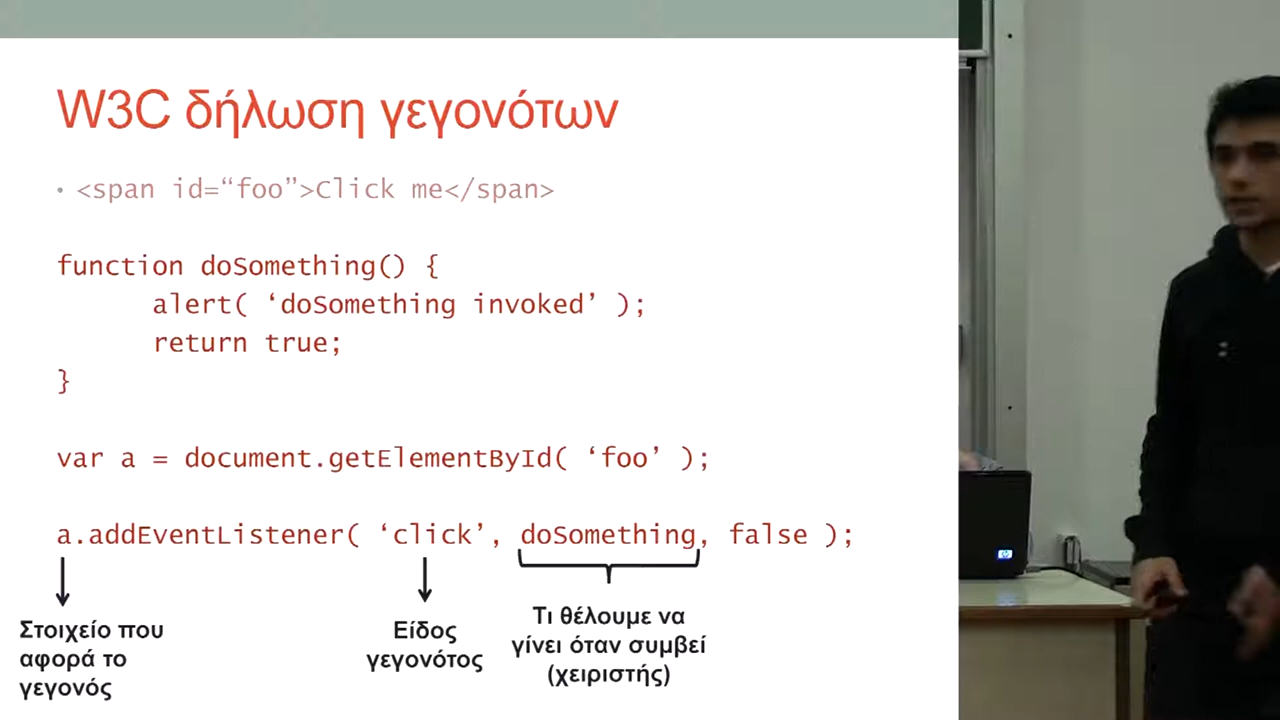 W3C δήλωση γεγονότων
• <span id=“foo”>Click me</span>
function doSomething() {
alert( ‘doSomething invoked’ );
return true;
}
var a = document.getElementById( ‘foo’ );
a.addEventListener( ‘click’, doSomething, false );
Στοιχείο που
αφορά το
γεγονός
Είδος
γεγονότος
Τι θέλουμε να
γίνει όταν συμβεί
(χειριστής)
hp